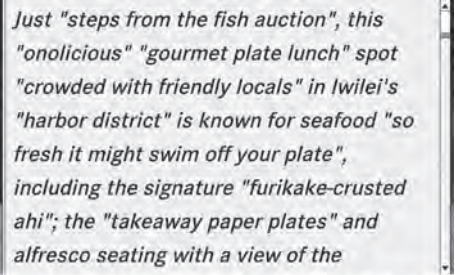 Just "steps from the fish auction", this
"onolicious" "gourmet plate lunch" spot
"crowded with friendly locals" in Iwilei's
"harbor district" is known for seafood "so
fresh it might swim off your plate",
including the signature "furikake-crusted
ahi"; the "takeaway paper plates" and
alfresco seating with a view of the